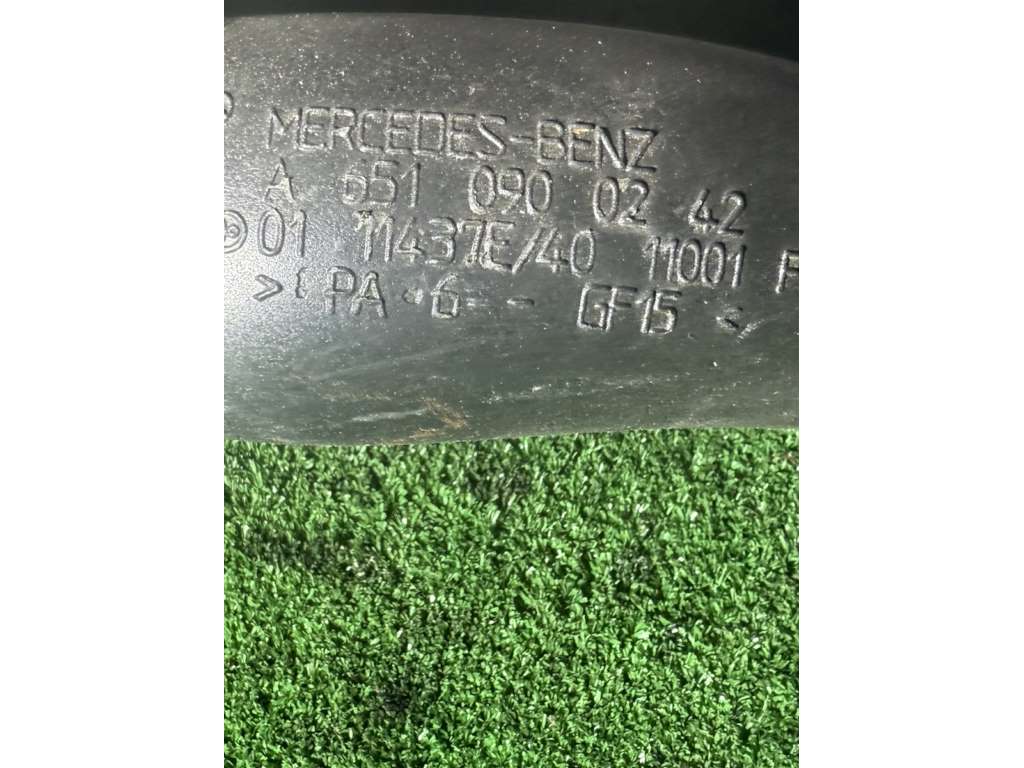 MERCEDES-BENZ
A 651 090 02 42
01 11437E/40 11001 F
>PA 6 - GF15<